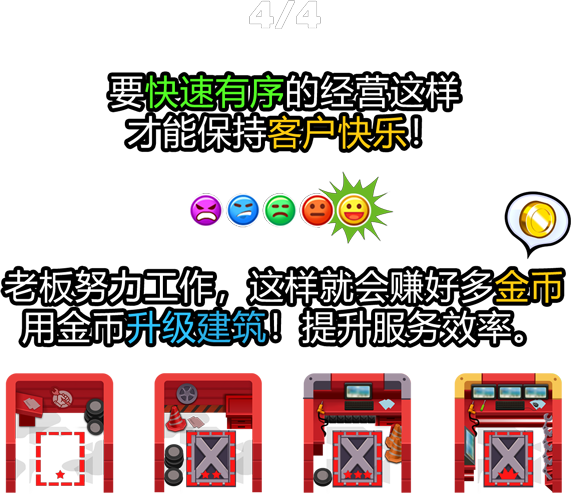 4/4
要快速有序的经营这样
才能保持客户快乐！
老板努力工作，这样就会赚好多金币
用金币升级建筑！提升服务效率。